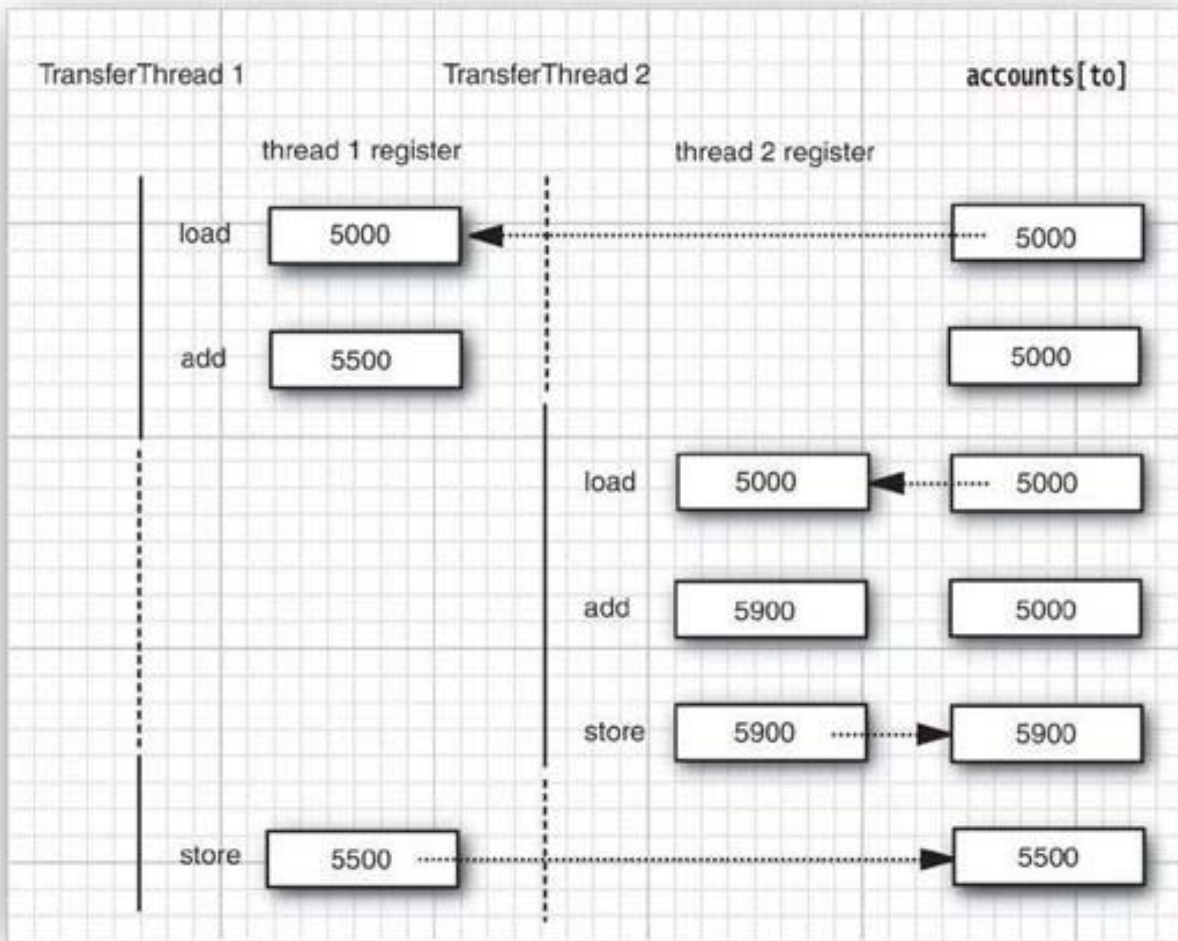 TransferThread 1 TransferThread 2 accounts[to]
thread 1 register thread 2 register
load 5000 5000
add 5500 5000
load 5000 5000
add 5900 5000
store 5900 5900
store 5500 5500